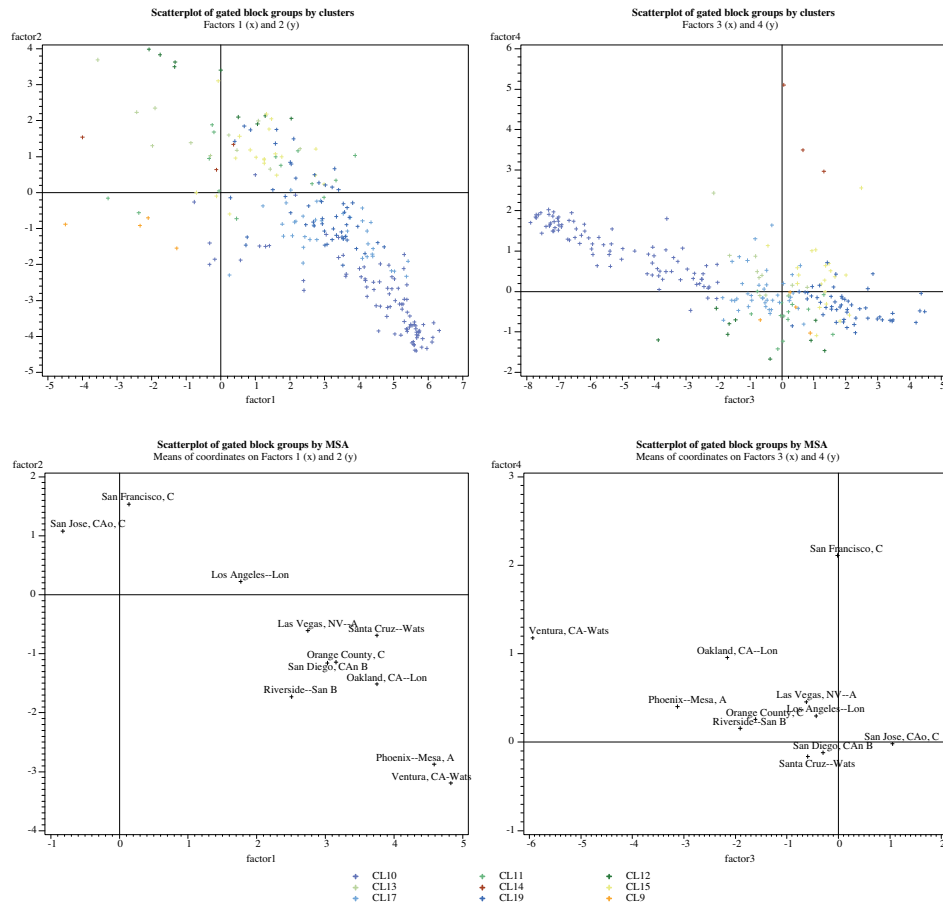 Scatterplot of gated block groups by clusters
Factors 1 (x) and 2 (y)
factor2
4
3
2
1
0
-1
-2
-3
-4
-5
-5 -4 -3 -2 -1 0 1 2 3 4 5 6 7
factor1
Scatterplot of gated block groups by clusters
Factors 3 (x) and 4 (y)
factor4
6
4
2
0
-2
-8 -7 -6 -5 -4 -3 -2 -1 0 1 2 3 4 5
factor3
Scatterplot of gated block groups by MSA
Means of coordinates on Factors 1 (x) and 2 (y)
factor2
2
1
0
-1
-2
-3
-4
San Francisco, C
San Jose, CAo, C
Los Angeles--Lon
Las Vegas, NV--A
Santa Cruz--Wats
Orange County, C
San Diego, CAn B
Oakland, CA--Lon
Riverside--San B
Phoenix--Mesa, A
Ventura, CA-Wats
-1 0 1 2 3 4 5
factor1
Scatterplot of gated block groups by MSA
Means of coordinates on Factors 3 (x) and 4 (y)
factor4
3
2
1
0
-1
San Francisco, C
Ventura, CA-Wats
Oakland, CA--Lon
Phoenix--Mesa, A
Las Vegas, NV--A
Los Angeles--Lon
Orange County, C
Riverside--San B
San Jose, CAo, C
San Diego, CAn B
Santa Cruz--Wats
-6 -5 -4 -3 -2 -1 0 1 2
factor3
CL10 CL11 CL12
CL13 CL14 CL15
CL17 CL19 CL9